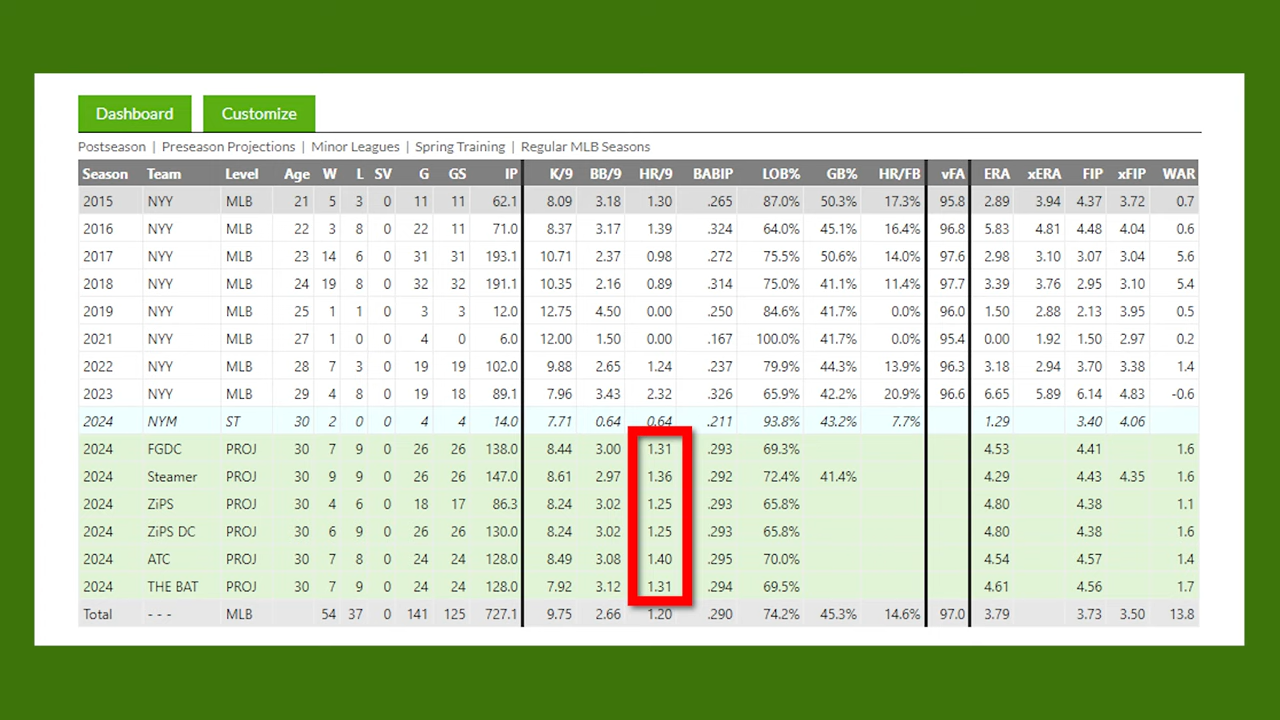 Dashboard Customize
Postseason | Preseason Projections | Minor Leagues | Spring Training | Regular MLB Seasons
Season Team Level Age W L SV G GS IP K/9 BB/9 HR/9 BABIP LOB% GB% HR/FB vFA ERA xERA FIP xFIP WAR
2015 NYY MLB 21 5 3 0 11 11 62.1 8.09 3.18 1.30 .265 87.0% 50.3% 17.3% 95.8 2.89 3.94 4.37 3.72 0.7
2016 NYY MLB 22 3 8 0 22 11 71.0 8.37 3.17 1.39 .324 64.0% 45.1% 16.4% 96.8 5.83 4.81 4.48 4.04 0.6
2017 NYY MLB 23 14 6 0 31 31 193.1 10.71 2.37 0.98 .272 75.5% 50.6% 14.0% 97.6 2.98 3.10 3.07 3.04 5.6
2018 NYY MLB 24 19 8 0 32 32 191.1 10.35 2.16 0.89 .314 75.0% 41.1% 11.4% 97.7 3.39 3.76 2.95 3.10 5.4
2019 NYY MLB 25 1 1 0 3 3 12.0 12.75 4.50 0.00 .250 84.6% 41.7% 0.0% 96.0 1.50 2.88 2.13 3.95 0.5
2021 NYY MLB 27 1 0 0 4 0 6.0 12.00 1.50 0.00 .167 100.0% 41.7% 0.0% 95.4 0.00 1.92 1.50 2.97 0.2
2022 NYY MLB 28 7 3 0 19 19 102.0 9.88 2.65 1.24 .237 79.9% 44.3% 13.9% 96.3 3.18 2.94 3.70 3.38 1.4
2023 NYY MLB 29 4 8 0 19 18 89.1 7.96 3.43 2.32 .326 65.9% 42.2% 20.9% 96.6 6.65 5.89 6.14 4.83 -0.6
2024 NYM ST 30 2 0 0 4 4 14.0 7.71 0.64 0.64 .211 93.8% 43.2% 7.7% 1.29 3.40 4.06
2024 FGDC PROJ 30 7 9 0 26 26 138.0 8.44 3.00 1.31 .293 69.3% 4.53 4.41 1.6
2024 Steamer PROJ 30 9 9 0 26 26 147.0 8.61 2.97 1.36 .292 72.4% 41.4% 4.29 4.43 4.35 1.6
2024 ZiPS PROJ 30 4 6 0 18 17 86.3 8.24 3.02 1.25 .293 65.8% 4.80 4.38 1.1
2024 ZiPS DC PROJ 30 6 9 0 26 26 130.0 8.24 3.02 1.25 .293 65.8% 4.80 4.38 1.6
2024 ATC PROJ 30 7 8 0 24 24 128.0 8.49 3.08 1.40 .295 70.0% 4.54 4.57 1.4
2024 THE BAT PROJ 30 7 9 0 24 24 128.0 7.92 3.12 1.31 .294 69.5% 4.61 4.56 1.7
Total - - - MLB 54 37 0 141 125 727.1 9.75 2.66 1.20 .290 74.2% 45.3% 14.6% 97.0 3.79 3.73 3.50 13.8